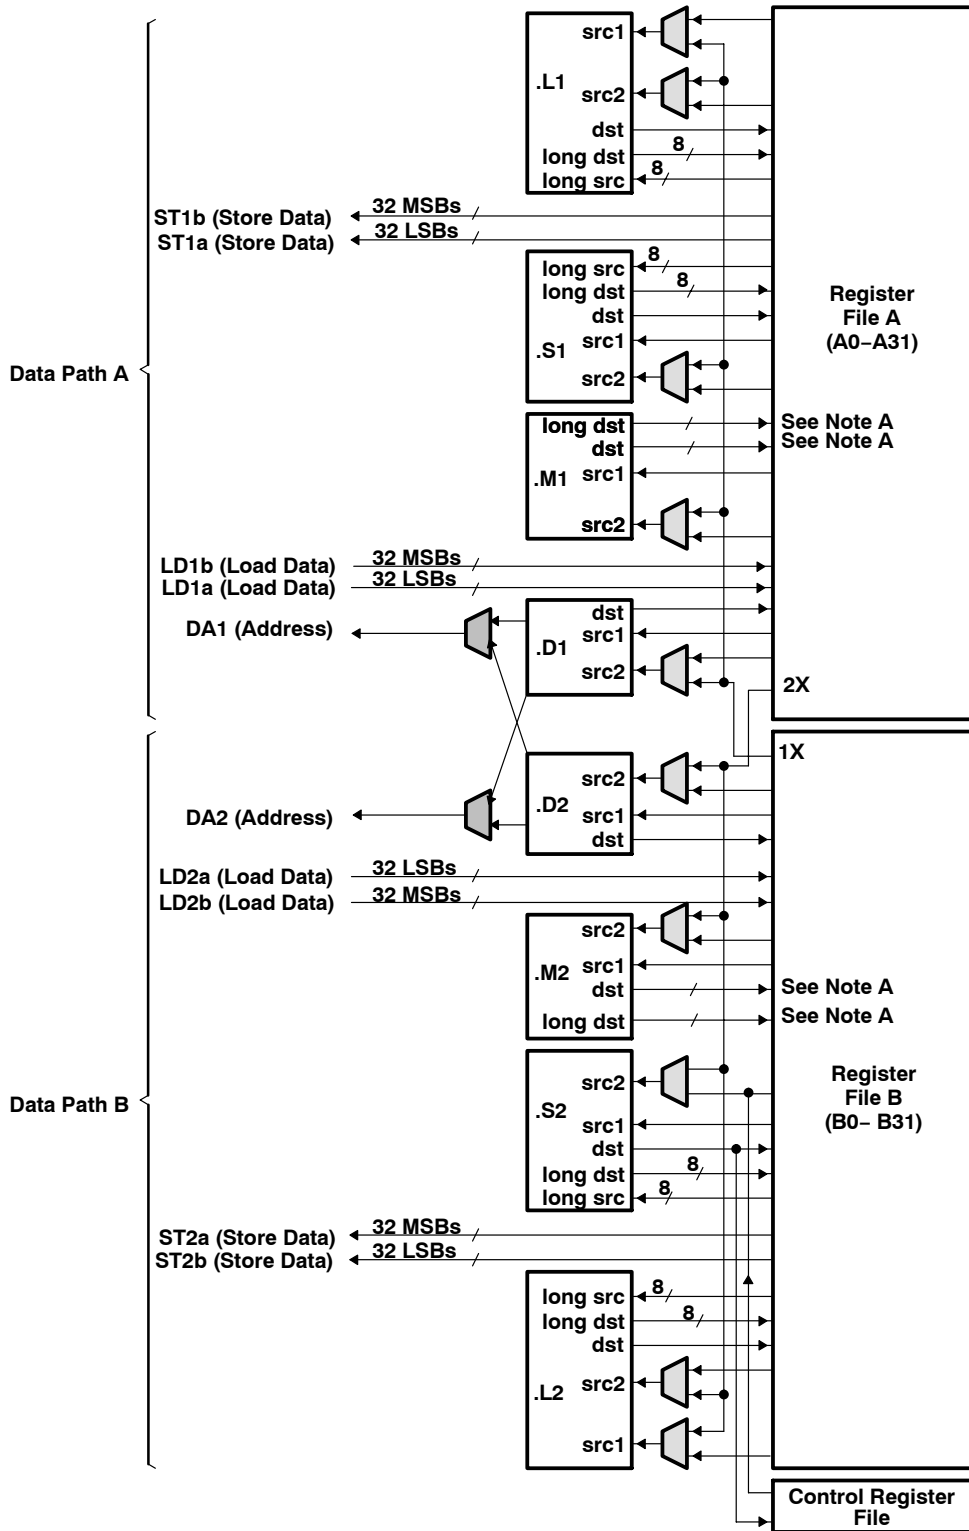 src1
.L1
src2
dst
long dst
8
long src
8
32 MSBs
ST1b (Store Data)
32 LSBs
ST1a (Store Data)
8
long src
8
long dst
dst
.S1
src1
src2
Register
File A
(A0–A31)
Data Path A
long dst
See Note A
dst
See Note A
.M1
src1
src2
32 MSBs
LD1b (Load Data)
32 LSBs
LD1a (Load Data)
DA1 (Address)
dst
src1
.D1
src2
2X
1X
src2
.D2
src1
dst
DA2 (Address)
32 LSBs
LD2a (Load Data)
32 MSBs
LD2b (Load Data)
src2
.M2
src1
dst
See Note A
long dst
See Note A
src2
.S2
src1
dst
long dst
8
long src
8
Register
File B
(B0– B31)
Data Path B
32 MSBs
ST2a (Store Data)
32 LSBs
ST2b (Store Data)
long src
8
long dst
8
dst
.L2
src2
src1
Control Register
File